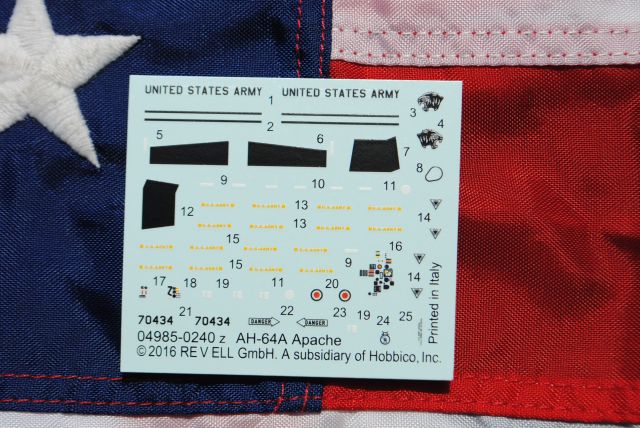 UNITED STATES ARMY 1 UNITED STATES ARMY
3
2 4
5 6
7
8
9 10 11
12 13
13 14
15
16
15 9 14
17 18 19 11 20
21 22 23 19 24 25
70434 70434 DANGER DANGER
04985-0240 z AH-64A Apache
© 2016 REVELL GmbH. A subsidiary of Hobbico, Inc.
Printed in Italy